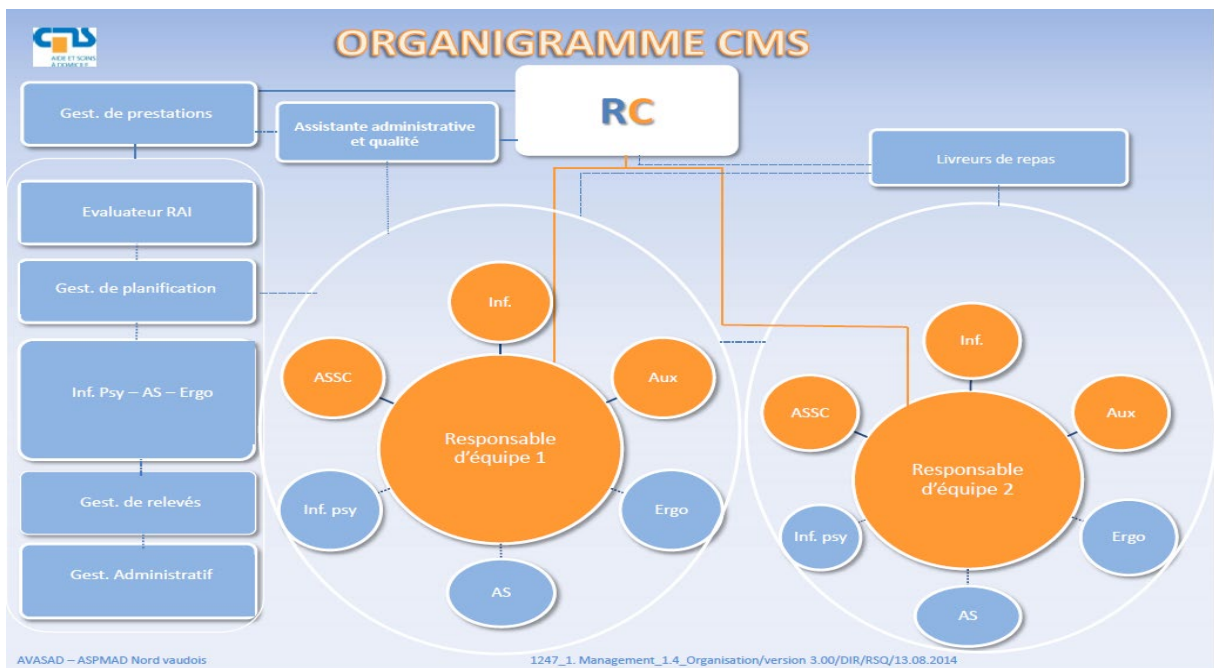 cms
AIDE ET SOINS
A DOMICILE
ORGANIGRAMME CMS
RC
Gest. de prestations
Assistante administrative
et qualité
Livreurs de repas
Evaluateur RAI
Gest. de planification
Inf. Psy – AS – Ergo
Gest. de relevés
Gest. Administratif
Inf.
ASSC
Aux
Responsable
d'équipe 1
Inf. psy
Ergo
AS
Inf.
ASSC
Aux
Responsable
d'équipe 2
Inf. psy
Ergo
AS
AVASAD – ASPMAD Nord vaudois
1247_1. Management_1.4_Organisation/version 3.00/DIR/RSQ/13.08.2014